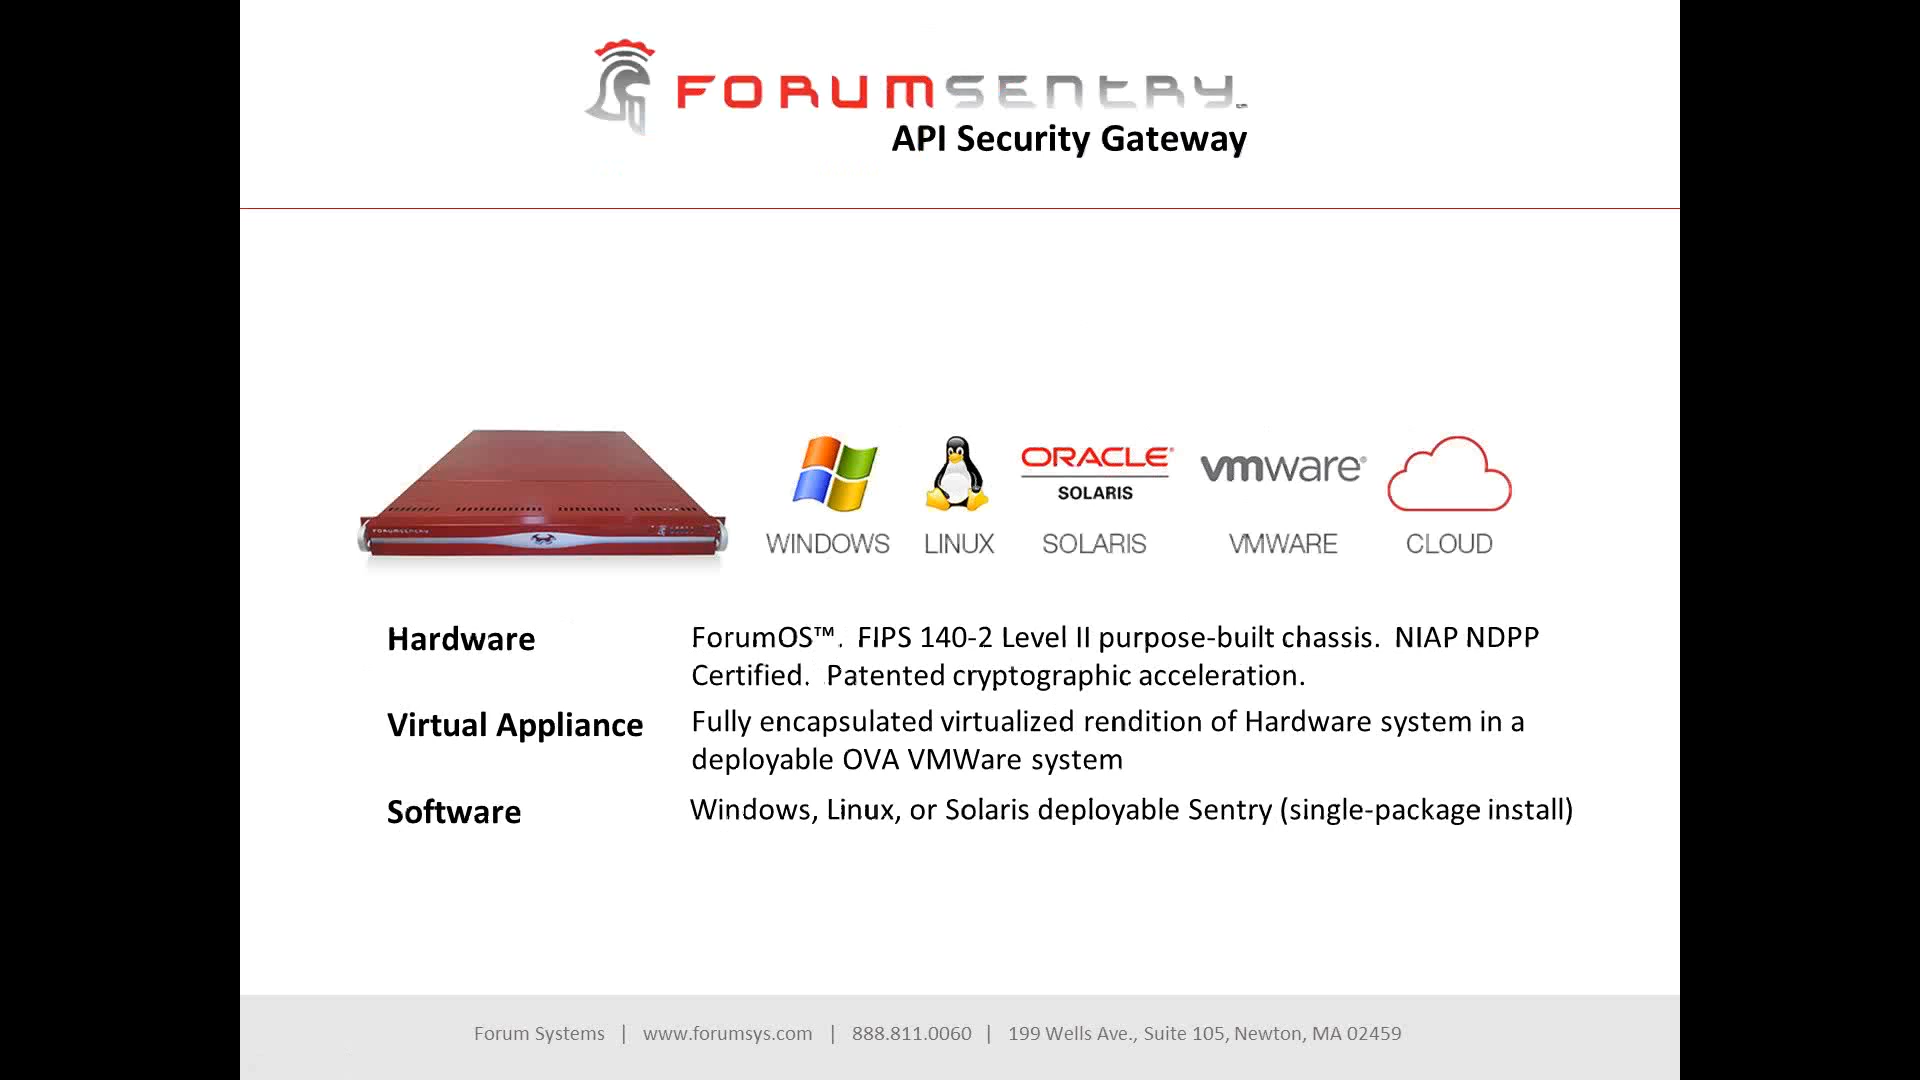 FORUMSENTRY
API Security Gateway
FORUMSENTRY
ORACLE®
SOLARIS
vmware®
WINDOWS
LINUX
SOLARIS
VMWARE
CLOUD
Hardware
ForumOS™.  FIPS 140-2 Level II purpose-built chassis.  NIAP NDPP
Certified.  Patented cryptographic acceleration.
Virtual Appliance
Fully encapsulated virtualized rendition of Hardware system in a
deployable OVA VMWare system
Software
Windows, Linux, or Solaris deployable Sentry (single-package install)
Forum Systems | www.forumsys.com | 888.811.0060 | 199 Wells Ave., Suite 105, Newton, MA 02459